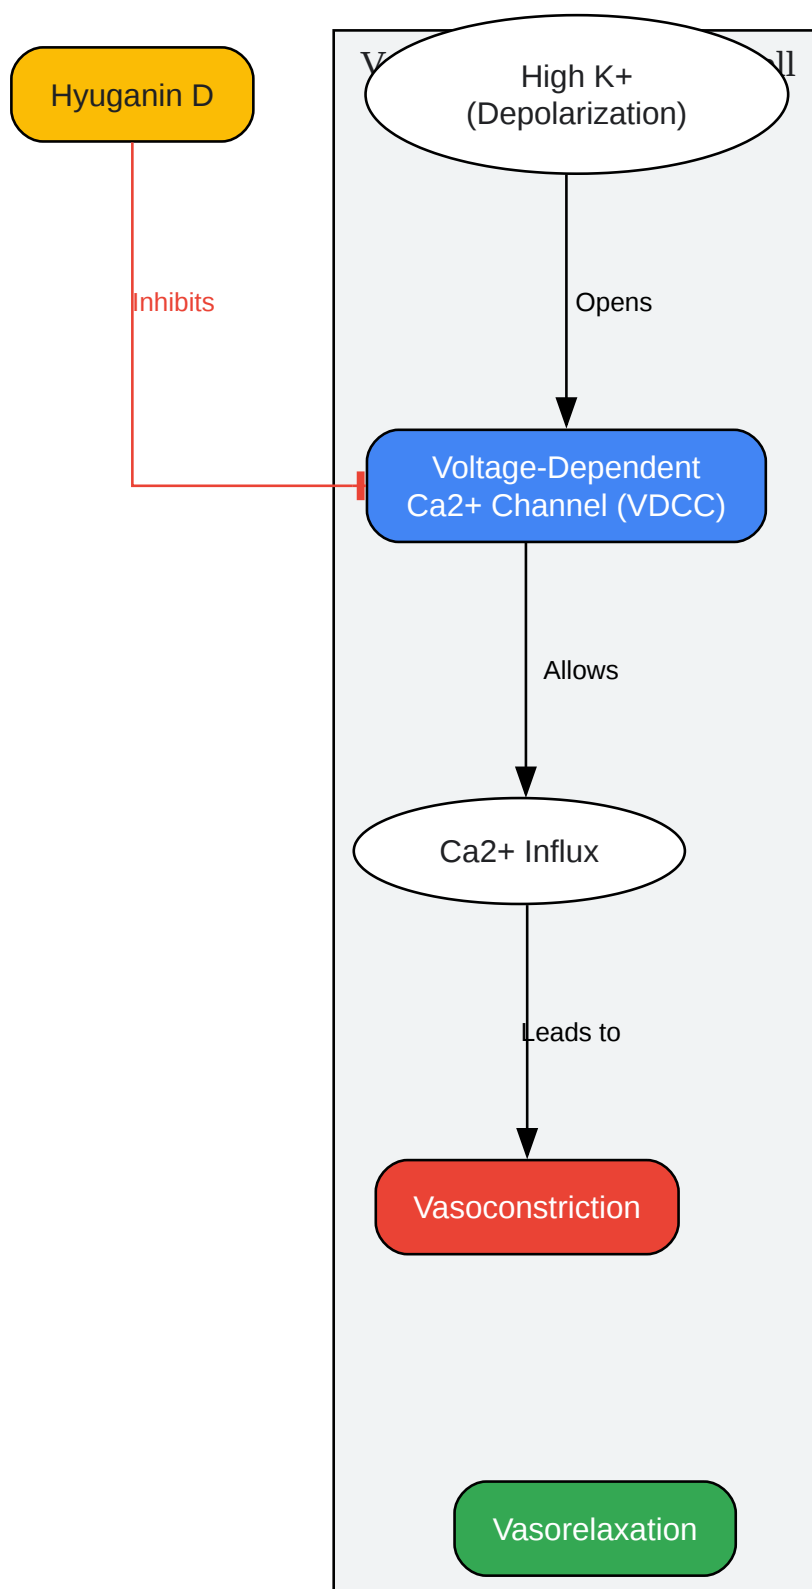 Hyuganin D
High K+
(Depolarization)
Inhibits
Opens
Voltage-Dependent
Ca2+ Channel (VDCC)
Allows
Ca2+ Influx
Leads to
Vasoconstriction
Vasorelaxation